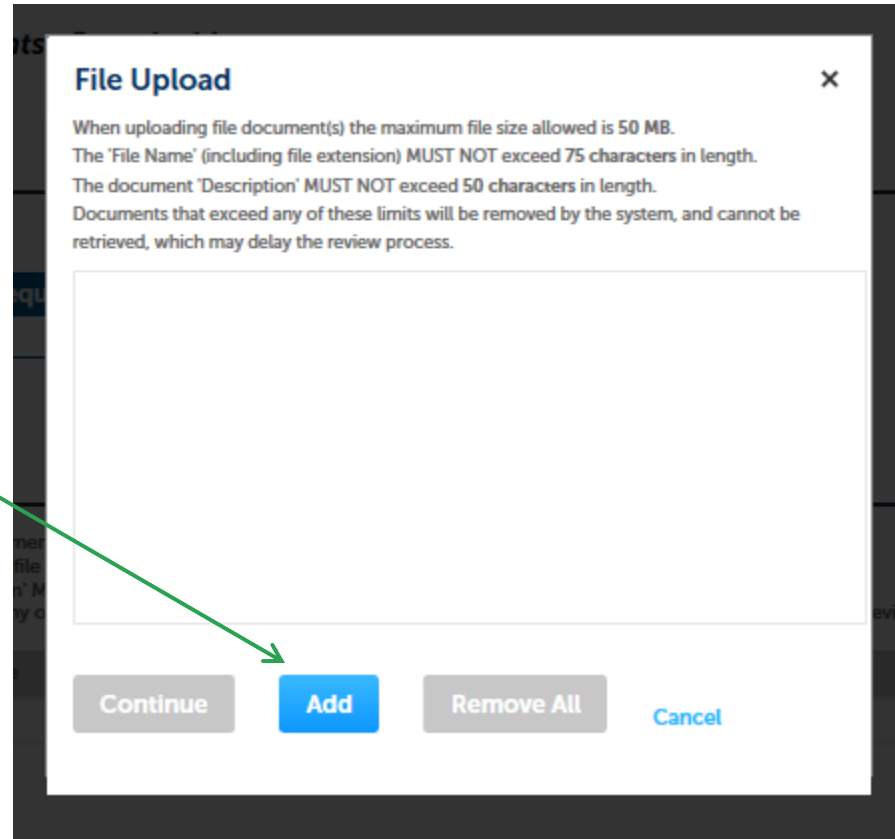 File Upload
×
When uploading file document(s) the maximum file size allowed is 50 MB.
The 'File Name' (including file extension) MUST NOT exceed 75 characters in length.
The document 'Description' MUST NOT exceed 50 characters in length.
Documents that exceed any of these limits will be removed by the system, and cannot be
retrieved, which may delay the review process.
file
Continue Add Remove All Cancel